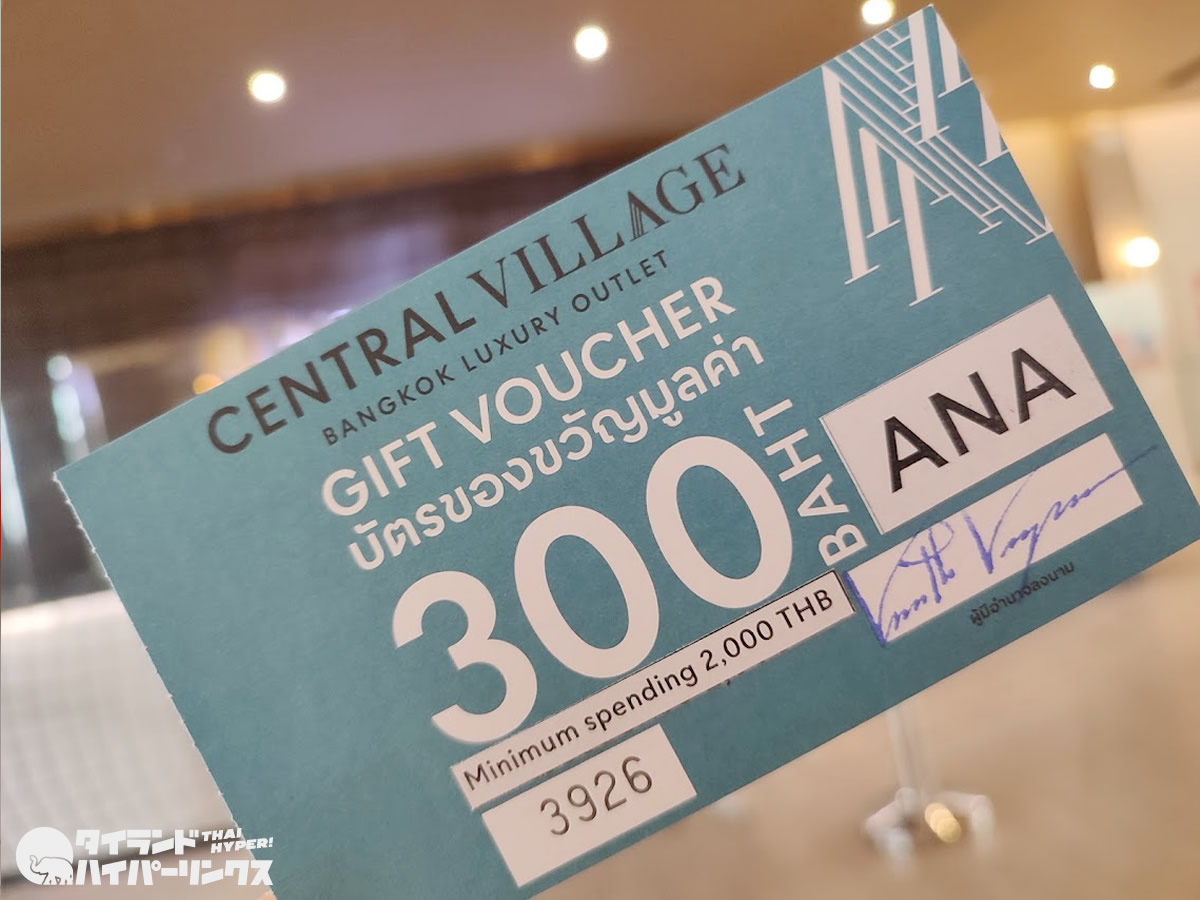 CENTRAL VILLAGE
BANGKOK LUXURY OUTLET
GIFT VOUCHER
บัตรของขวัญมูลค่า
300 BAHT
ANA
ผู้มีอำนาจลงนาม
Minimum spending 2,000 THB
3926
タイランド THAI HYPER!
ハイパーリンクス